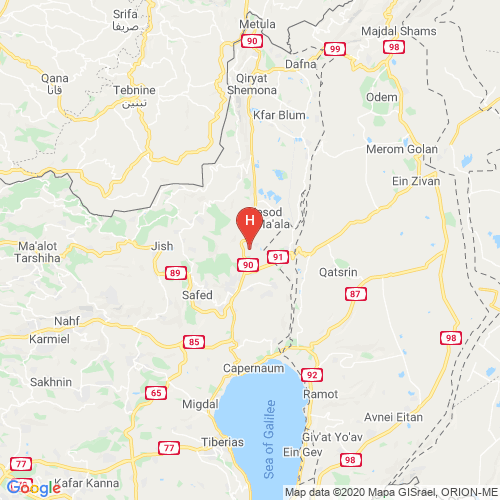 Srifa
صريفا
Metula
90
Majdal Shams
98
99
Dafna
Qana
قانا
Tebnine
تبنين
Qiryat
Shemona
Odem
Kfar Blum
Merom Golan
Ein Zivan
H
Ma'alot
Tarshiha
Jish
91
90
89
Qatsrin
87
Safed
Nahf
Karmiel
85
98
Capernaum
92
Sakhnin
65
Ramot
Migdal
Avnei Eitan
Sea of Galilee
Giv'at Yo'av
Tiberias
77
Ein Gev
77
98
Kafar Kanna
Google
Map data ©2020 Mapa GISrael, ORION-ME